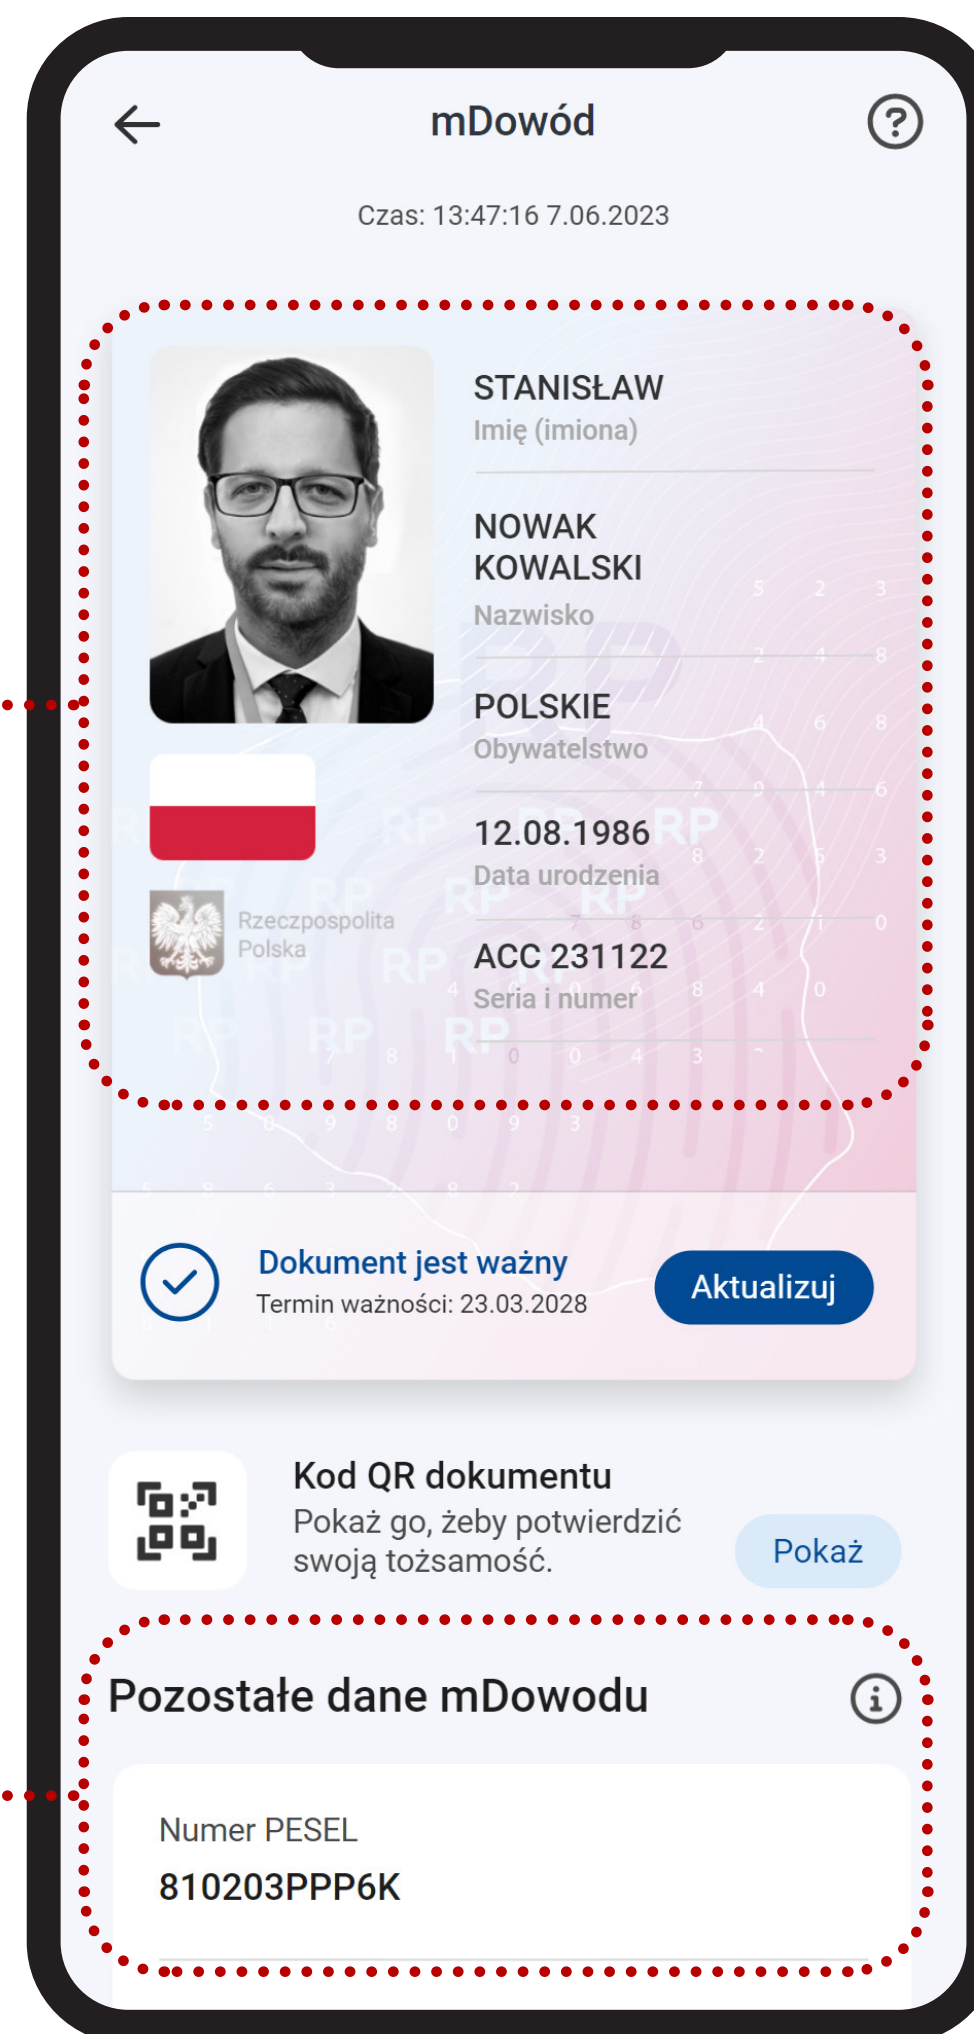 mDowód
Czas: 13:47:16 7.06.2023
STANISŁAW
Imię (imiona)
NOWAK
KOWALSKI
Nazwisko
POLSKIE
Obywatelstwo
12.08.1986
Data urodzenia
Rzeczpospolita
Polska
ACC 231122
Seria i numer
Dokument jest ważny
Termin ważności: 23.03.2028
Aktualizuj
Kod QR dokumentu
Pokaż go, żeby potwierdzić
swoją tożsamość.
Pokaż
Pozostałe dane mDowodu
Numer PESEL
810203PPP6K